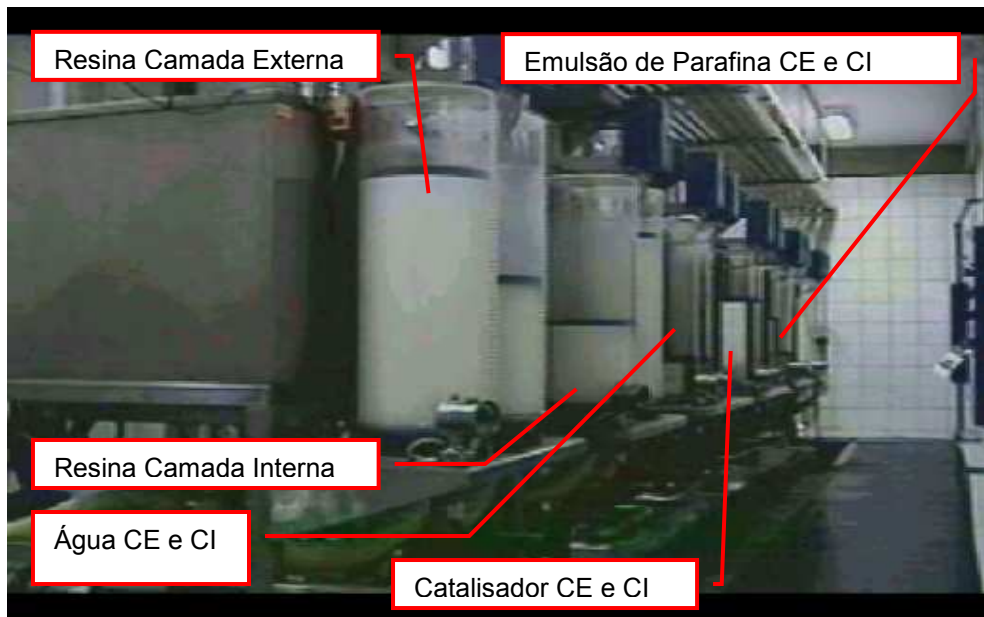 Resina Camada Externa
Emulsão de Parafina CE e CI
Resina Camada Interna
Água CE e CI
Catalisador CE e CI